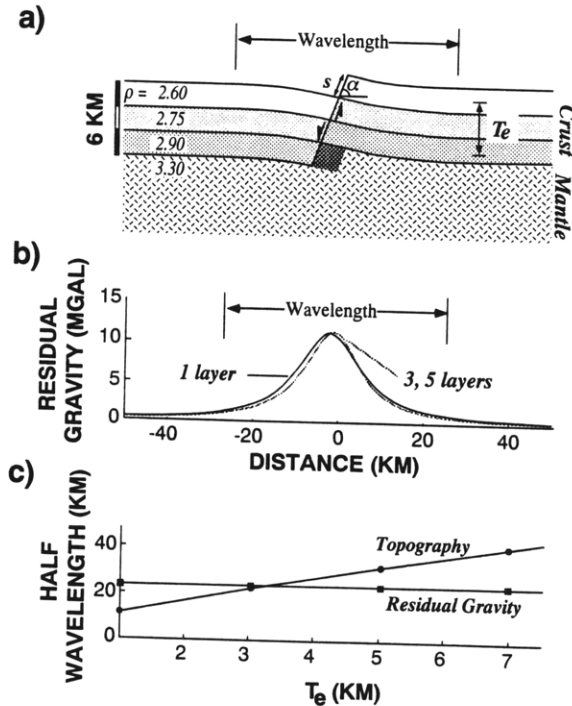 a)
Wavelength
s
α
ρ = 2.60
2.75
2.90
3.30
6 KM
Te
Crust
Mantle
b)
RESIDUAL
GRAVITY (MGAL)
15
10
5
0
Wavelength
1 layer
3, 5 layers
-40
-20
0
20
40
DISTANCE (KM)
c)
HALF
WAVELENGTH (KM)
40
20
0
Topography
Residual Gravity
2
3
4
5
6
7
Te (KM)